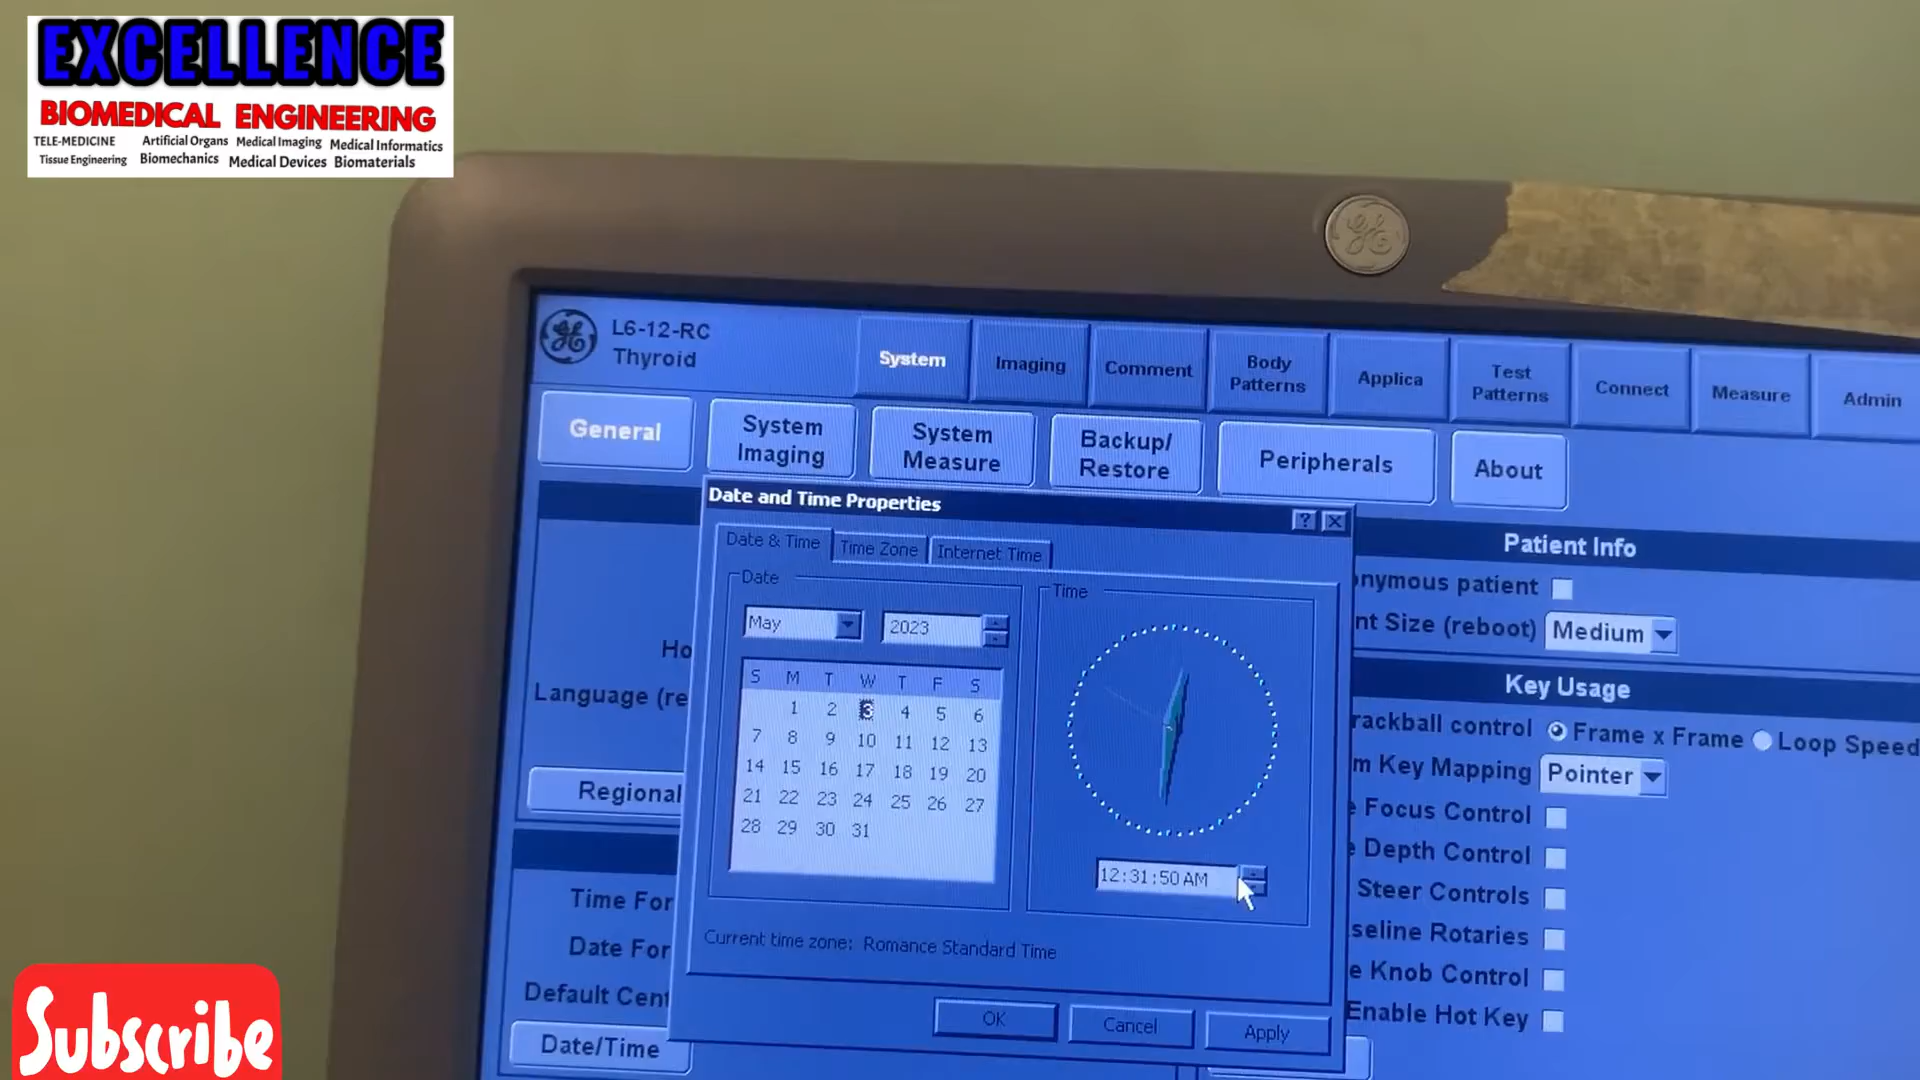 EXCELLENCE
BIOMEDICAL ENGINEERING
TELE-MEDICINE Artificial Organs Medical Imaging Medical Informatics
Tissue Engineering Biomechanics Medical Devices Biomaterials
L6-12-RC
Thyroid
System
Imaging
Comment
Body
Patterns
Applica
Test
Patterns
Connect
Measure
Admin
General
System
Imaging
System
Measure
Backup/
Restore
Peripherals
About
Date and Time Properties
Date & Time
Time Zone
Internet Time
Date
May
2023
S M T W T F S
1 2 3 4 5 6
7 8 9 10 11 12 13
14 15 16 17 18 19 20
21 22 23 24 25 26 27
28 29 30 31
Time
12:31:50 AM
Current time zone: Romance Standard Time
OK
Cancel
Apply
Ho
Language (re
Regional
Time For
Date For
Default Cent
Date/Time
Patient Info
nymous patient
nt Size (reboot) Medium
Key Usage
rackball control Frame x Frame Loop Speed
m Key Mapping Pointer
e Focus Control
e Depth Control
Steer Controls
seline Rotaries
e Knob Control
Enable Hot Key
Subscribe